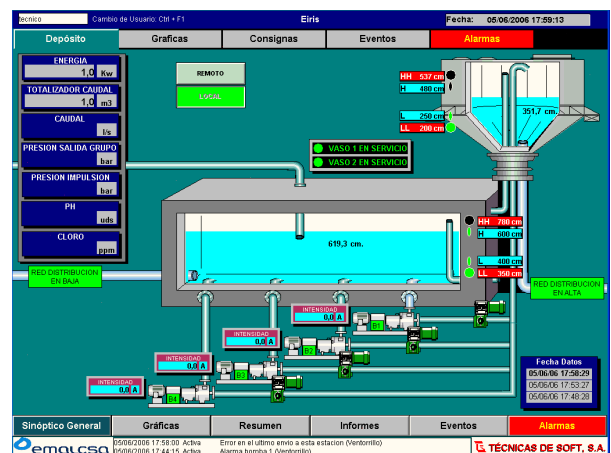 tecnico Cambio de Usuario: Ctrl + F1 Eiris Fecha: 05/06/2006 17:59:13
Depósito Graficas Consignas Eventos Alarmas
ENERGIA
1,0 Kw
TOTALIZADOR CAUDAL
1,0 m3
CAUDAL
l/s
PRESION SALIDA GRUPO
bar
PRESION IMPULSION
bar
PH
uds
CLORO
ppm
REMOTO
LOCAL
HH 537 cm
H 480 cm
L 250 cm
LL 200 cm
351,7 cm.
VASO 1 EN SERVICIO
VASO 2 EN SERVICIO
HH 780 cm
H 600 cm
L 400 cm
LL 350 cm
619,3 cm.
RED DISTRIBUCION
EN BAJA
RED DISTRIBUCION
EN ALTA
INTENSIDAD
0,0 A
B1
INTENSIDAD
0,0 A
B2
INTENSIDAD
0,0 A
B3
INTENSIDAD
0,0 A
B4
Fecha Datos
05/06/06 17:58:29
05/06/06 17:53:27
05/06/06 17:48:28
Sinóptico General Gráficas Resumen Informes Eventos Alarmas
emalcsa
05/06/2006 17:58:00 Activa Error en el ultimo envio a esta estacion (Ventorrillo)
05/06/2006 17:44:15 Activa Alarma bomba 1 (Ventorrillo)
TÉCNICAS DE SOFT, S.A.